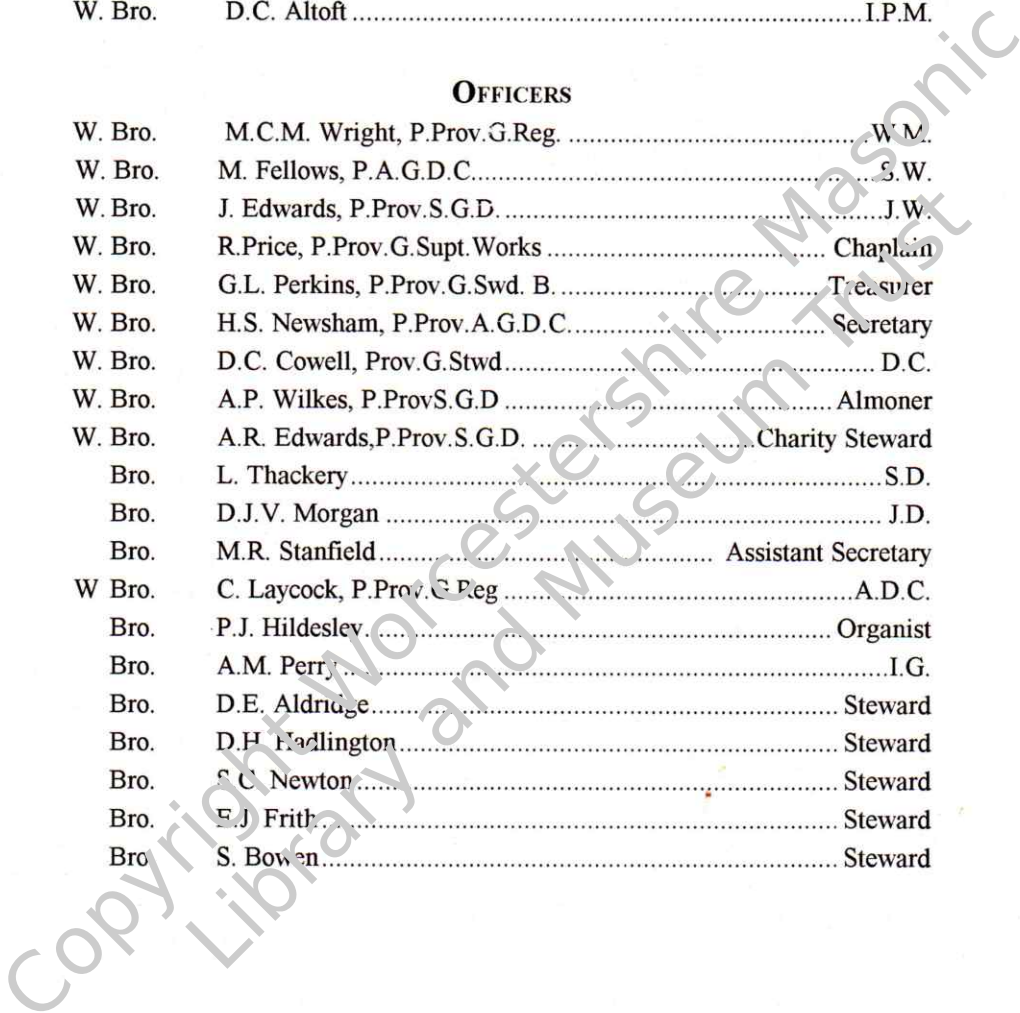 W. Bro. D.C. Altoft ........ I.P.M.
OFFICERS
W. Bro. M.C.M. Wright, P.Prov.G.Reg. ........ W.M.
W. Bro. M. Fellows, P.A.G.D.C. ........ S.W.
W. Bro. J. Edwards, P.Prov.S.G.D. ........ J.W.
W. Bro. R.Price, P.Prov.G.Supt.Works ........ Chaplain
W. Bro. G.L. Perkins, P.Prov.G.Swd. B. ........ Treasurer
W. Bro. H.S. Newsham, P.Prov.A.G.D.C. ........ Secretary
W. Bro. D.C. Cowell, Prov.G.Stwd ........ D.C.
W. Bro. A.P. Wilkes, P.ProvS.G.D ........ Almoner
W. Bro. A.R. Edwards,P.Prov.S.G.D. ........ Charity Steward
Bro. L. Thackery ........ S.D.
Bro. D.J.V. Morgan ........ J.D.
Bro. M.R. Stanfield ........ Assistant Secretary
W Bro. C. Laycock, P.Prov.G.Reg ........ A.D.C.
Bro. P.J. Hildesley ........ Organist
Bro. A.M. Perry ........ I.G.
Bro. D.E. Aldridge ........ Steward
Bro. D.H. Hadlington ........ Steward
Bro. S.C. Newton ........ Steward
Bro. E.J. Frith ........ Steward
Bro. S. Bowen ........ Steward
Copyright Worcestershire Masonic
Library and Museum Trust